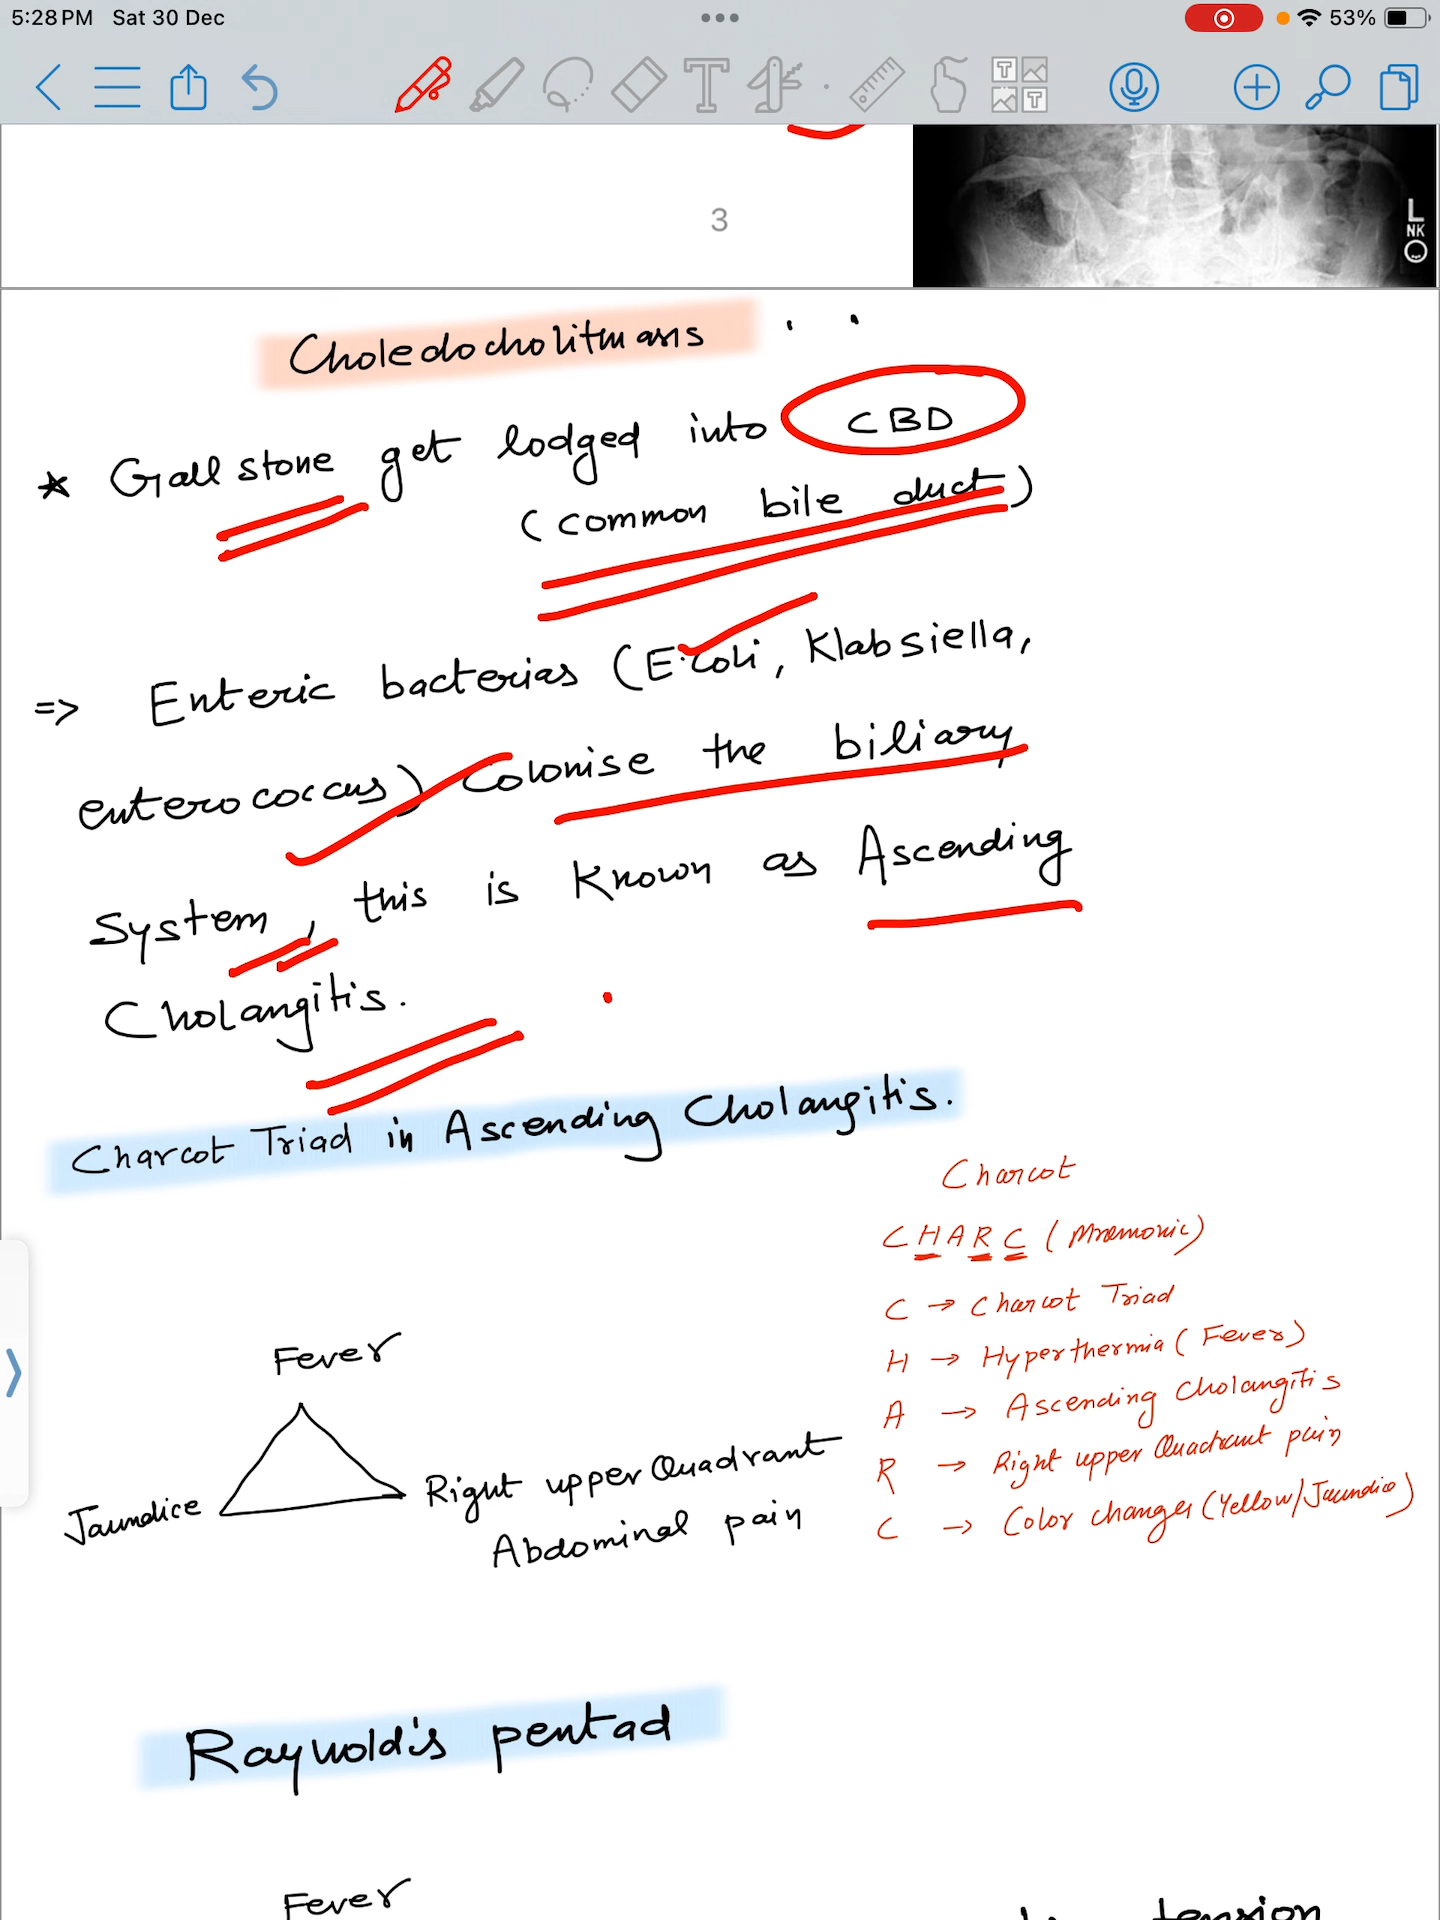 5:28 PM Sat 30 Dec
53%
3
L
NK
Choledocholithiasis
* Gall stone get lodged into CBD
(common bile duct)
=> Enteric bacterias (E.coli, Klabsiella,
enterococcus) Colonise the biliary
System, this is known as Ascending
Cholangitis.
Charcot Triad in Ascending Cholangitis.
Charcot
CHARC (Mnemonic)
C → Charcot Triad
H → Hyperthermia (Fever)
A → Ascending Cholangitis
R → Right upper Quadrant pain
C → Color changes (Yellow/Jaundice)
Fever
Jaundice
Right upper Quadrant
Abdominal pain
Raynold's pentad
Fever
tension